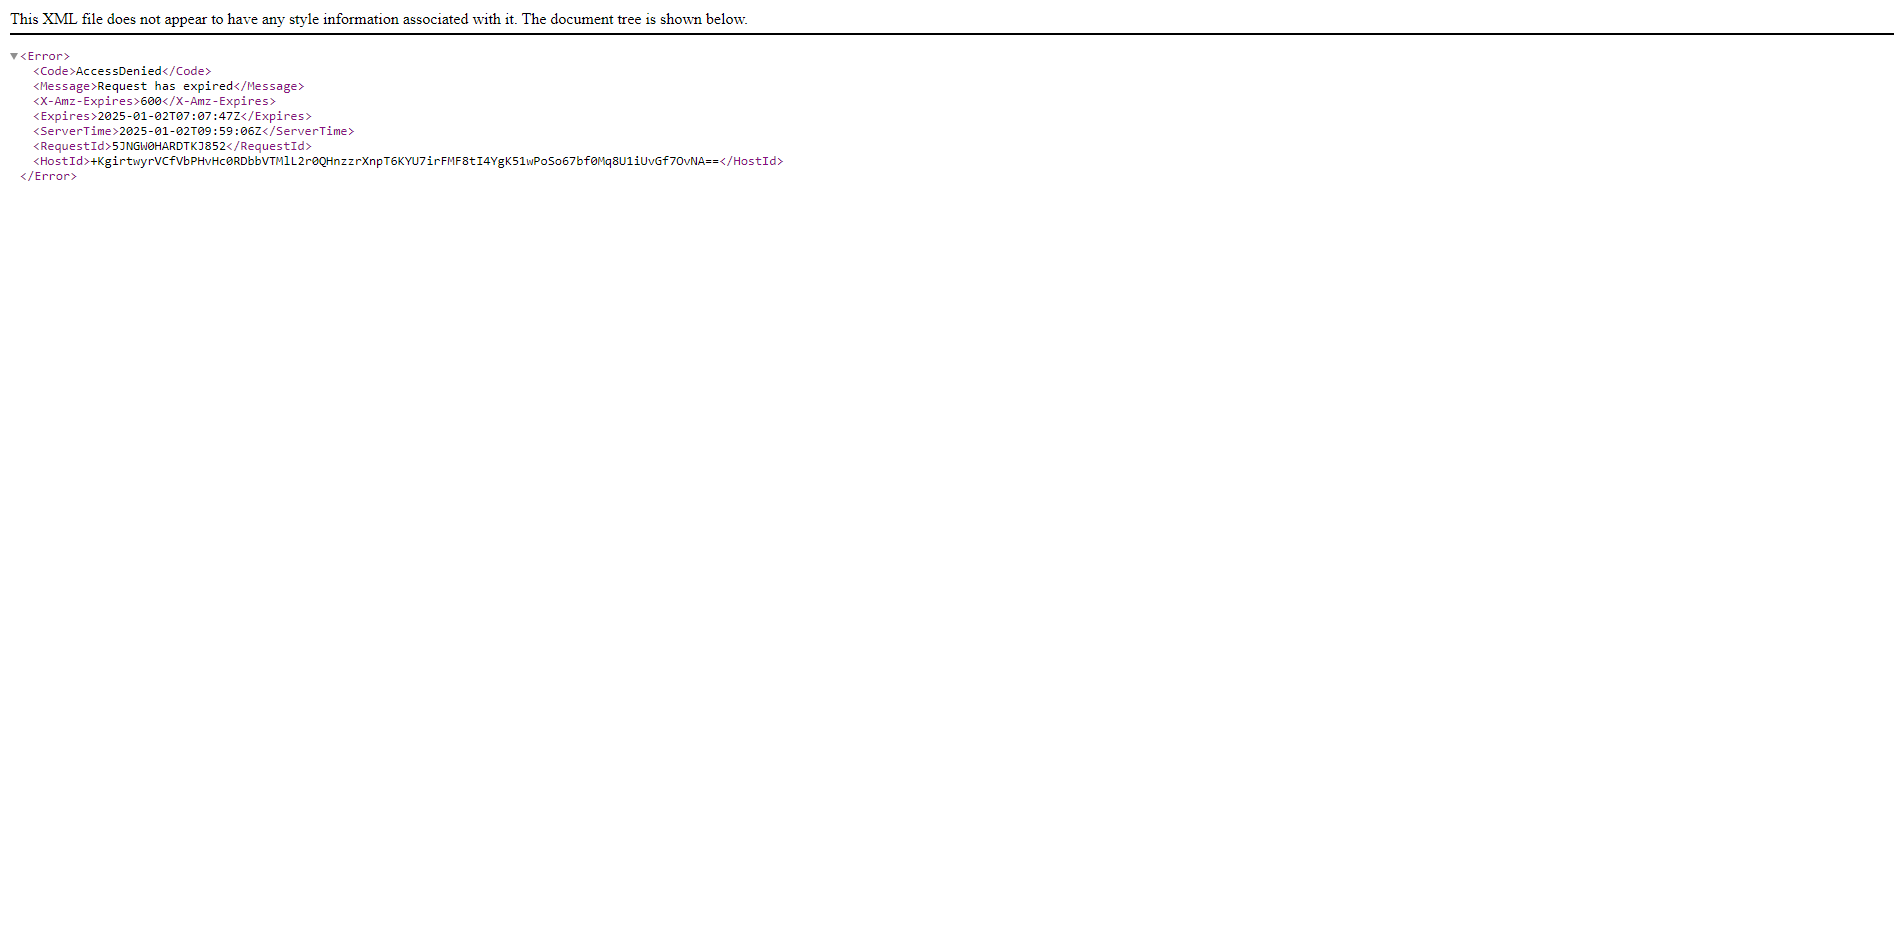 This XML file does not appear to have any style information associated with it. The document tree is shown below.
▼<Error>
<Code>AccessDenied</Code>
<Message>Request has expired</Message>
<X-Amz-Expires>600</X-Amz-Expires>
<Expires>2025-01-02T07:07:47Z</Expires>
<ServerTime>2025-01-02T09:59:06Z</ServerTime>
<RequestId>5JNGW0HARDTKJ852</RequestId>
<HostId>+KgirtwyrVCfVbPHvHc0RDbbVTMlL2r0QHnzzrXnpT6KYU7irFMF8tI4YgK51wPoSo67bf0Mq8U1iUvGf7OvNA==</HostId>
</Error>